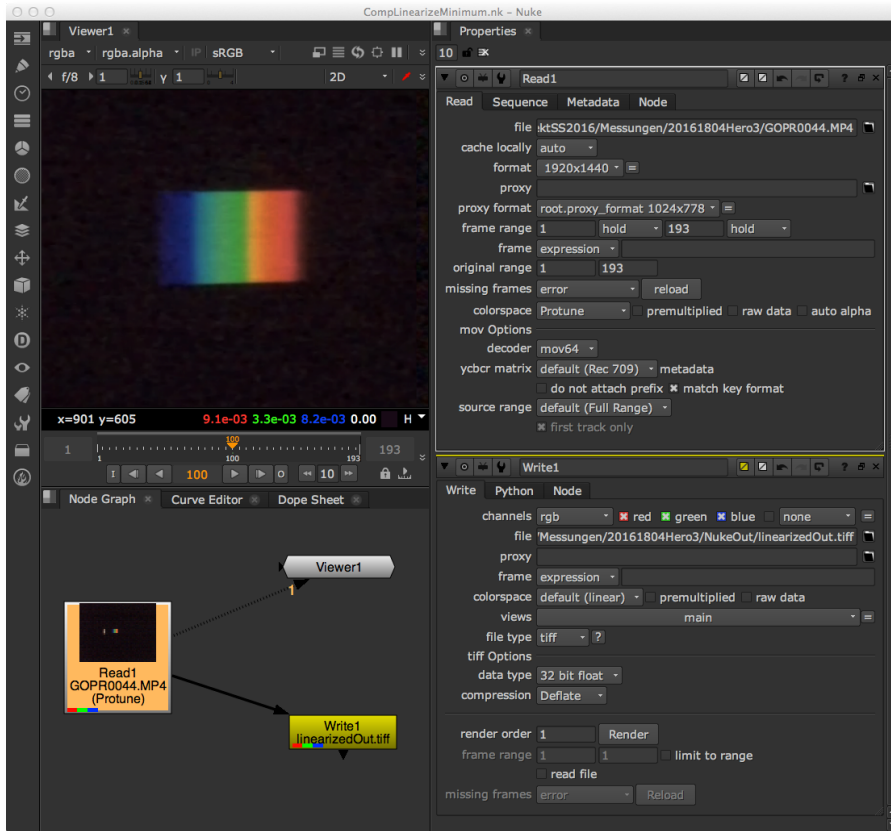 CompLinearizeMinimum.nk – Nuke
Viewer1
rgba rgba.alpha IP sRGB
f/8 1 γ 1 2D
x=901 y=605 9.1e-03 3.3e-03 8.2e-03 0.00 H
1 100 193
1 100 193
I 100 O 10
Node Graph Curve Editor Dope Sheet
Viewer1
1
Read1
GOPR0044.MP4
(Protune)
Write1
linearizedOut.tiff
Properties
10
Read1 ?
Read Sequence Metadata Node
file ktSS2016/Messungen/20161804Hero3/GOPR0044.MP4
cache locally auto
format 1920x1440 =
proxy
proxy format root.proxy_format 1024x778 =
frame range 1 hold 193 hold
frame expression
original range 1 193
missing frames error reload
colorspace Protune premultiplied raw data auto alpha
mov Options
decoder mov64
ycbcr matrix default (Rec 709) metadata
do not attach prefix match key format
source range default (Full Range)
first track only
Write1 ?
Write Python Node
channels rgb red green blue none =
file Messungen/20161804Hero3/NukeOut/linearizedOut.tiff
proxy
frame expression
colorspace default (linear) premultiplied raw data
views main =
file type tiff ?
tiff Options
data type 32 bit float
compression Deflate
render order 1 Render
frame range 1 1 limit to range
read file
missing frames error Reload